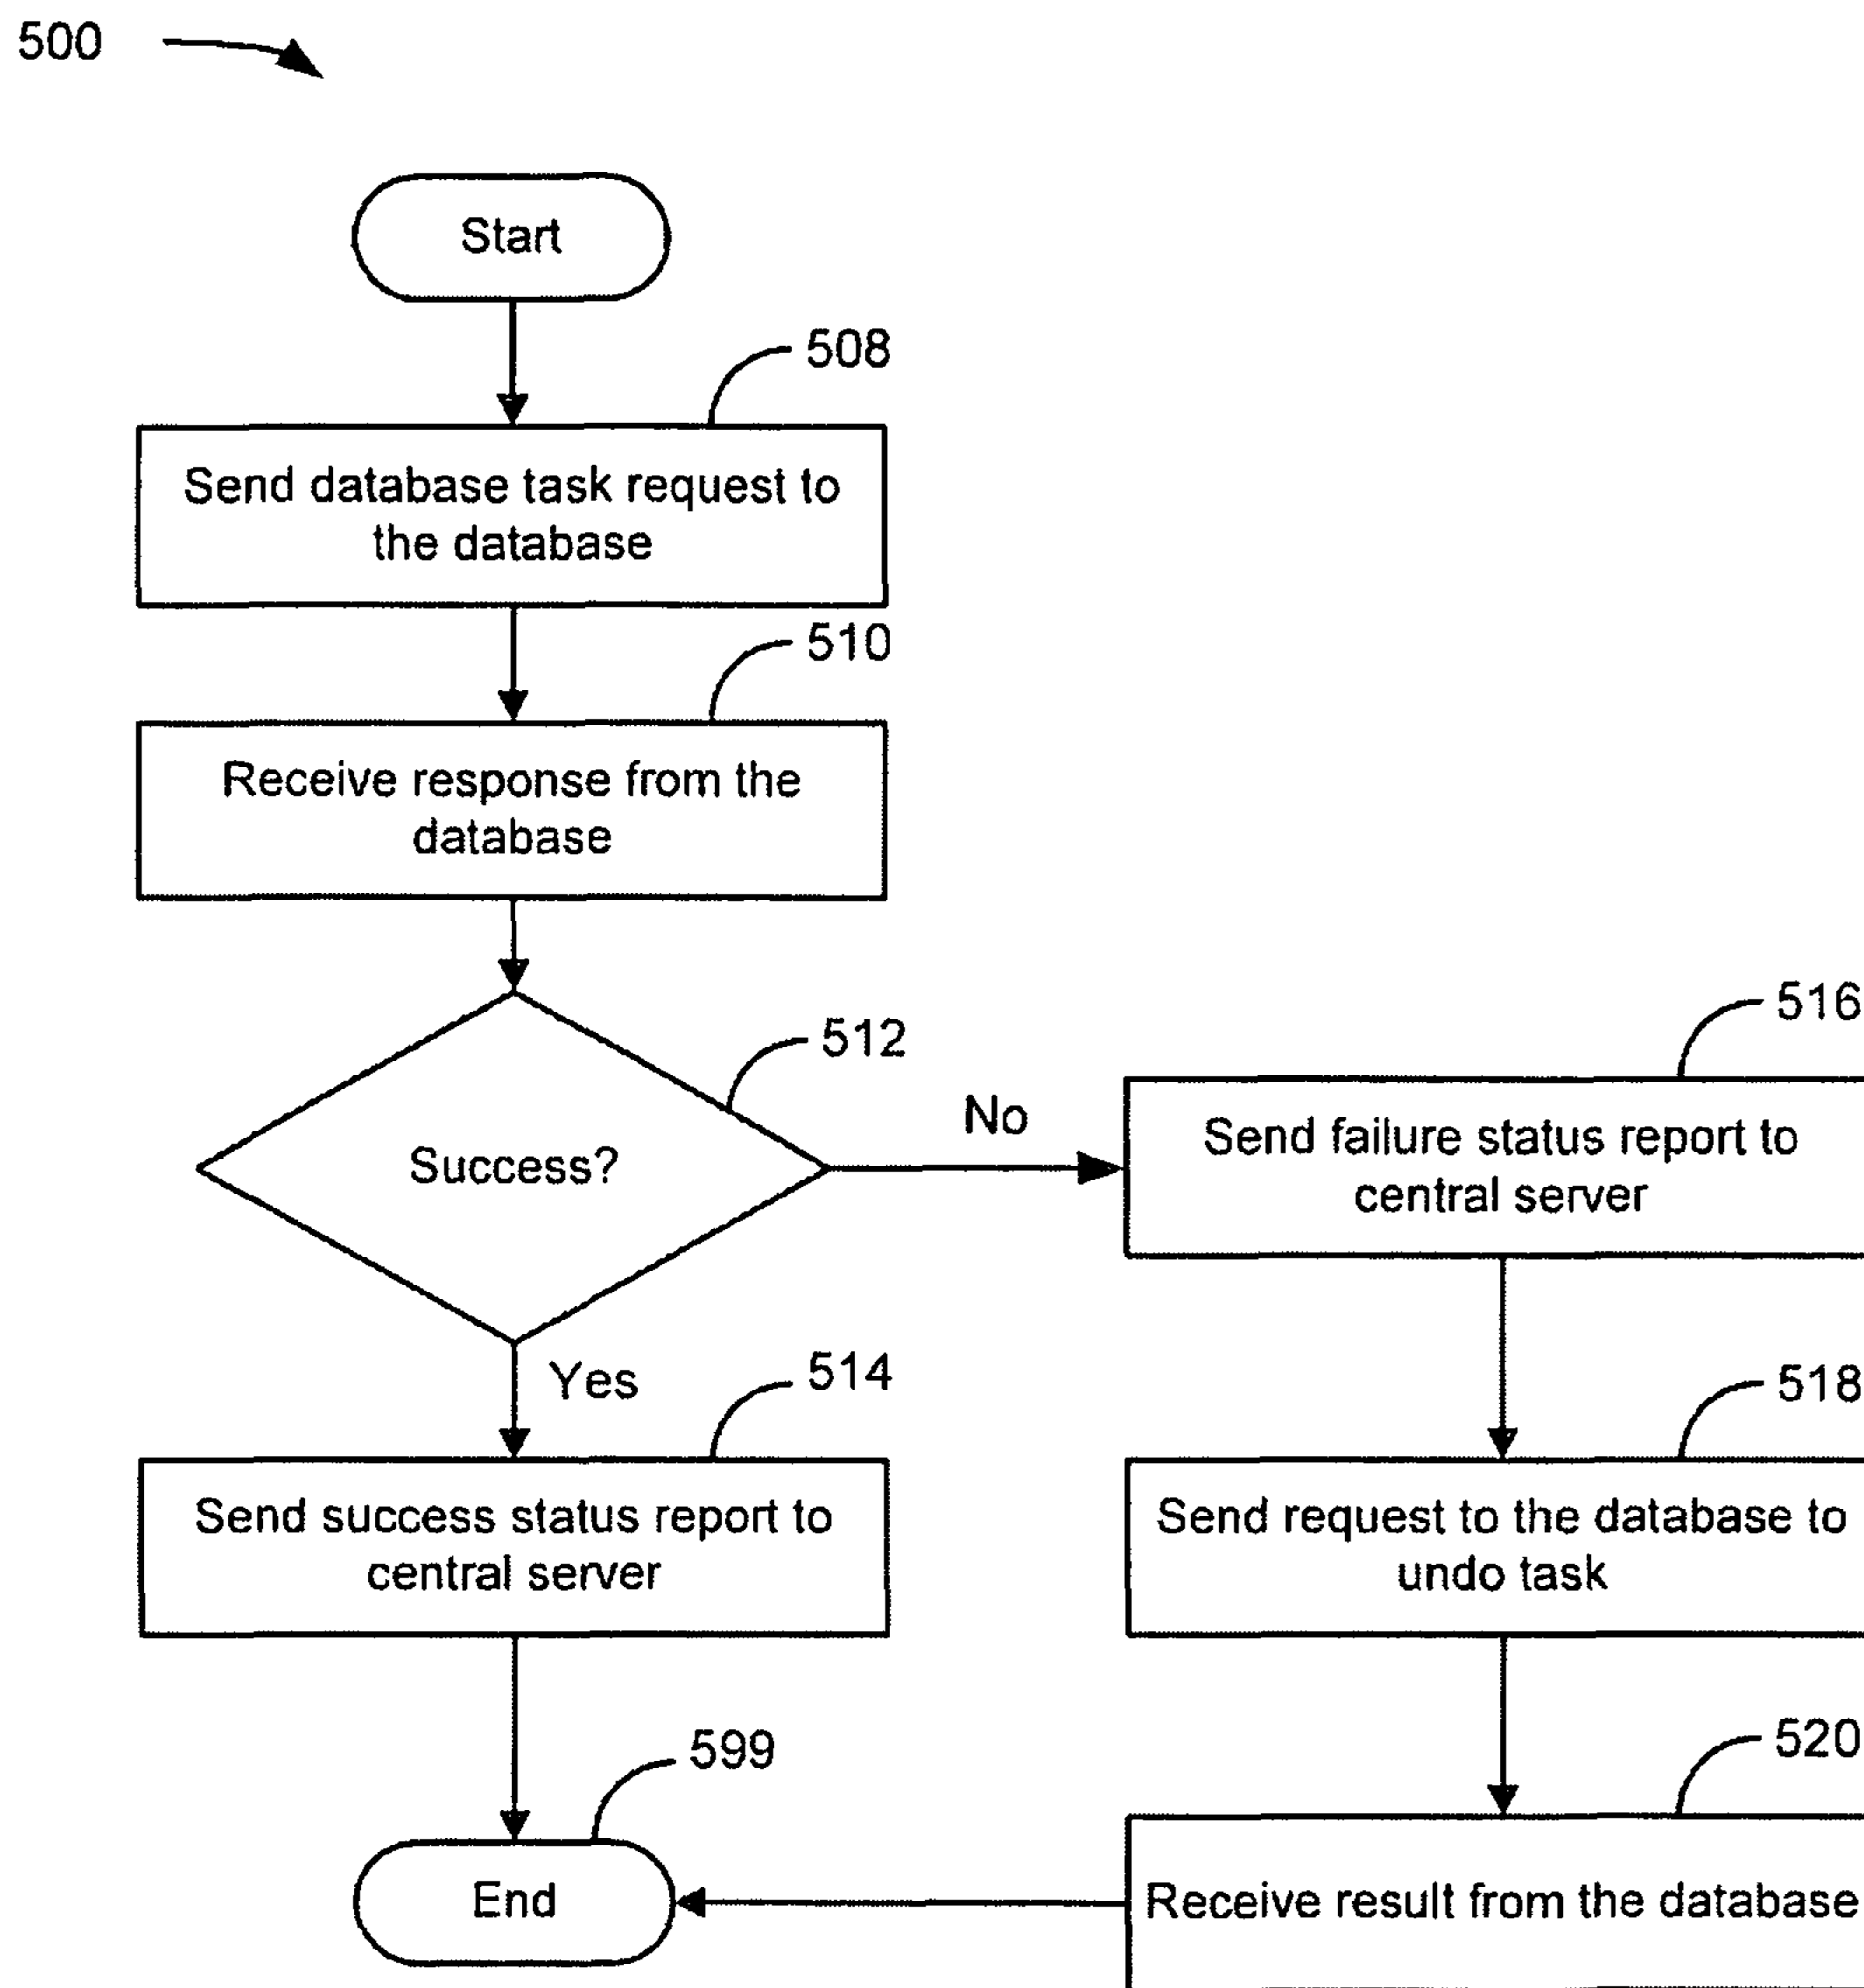 500
Start
508
Send database task request to
the database
510
Receive response from the
database
512
Success?
No
516
Send failure status report to
central server
Yes
514
Send success status report to
central server
518
Send request to the database to
undo task
599
End
520
Receive result from the database